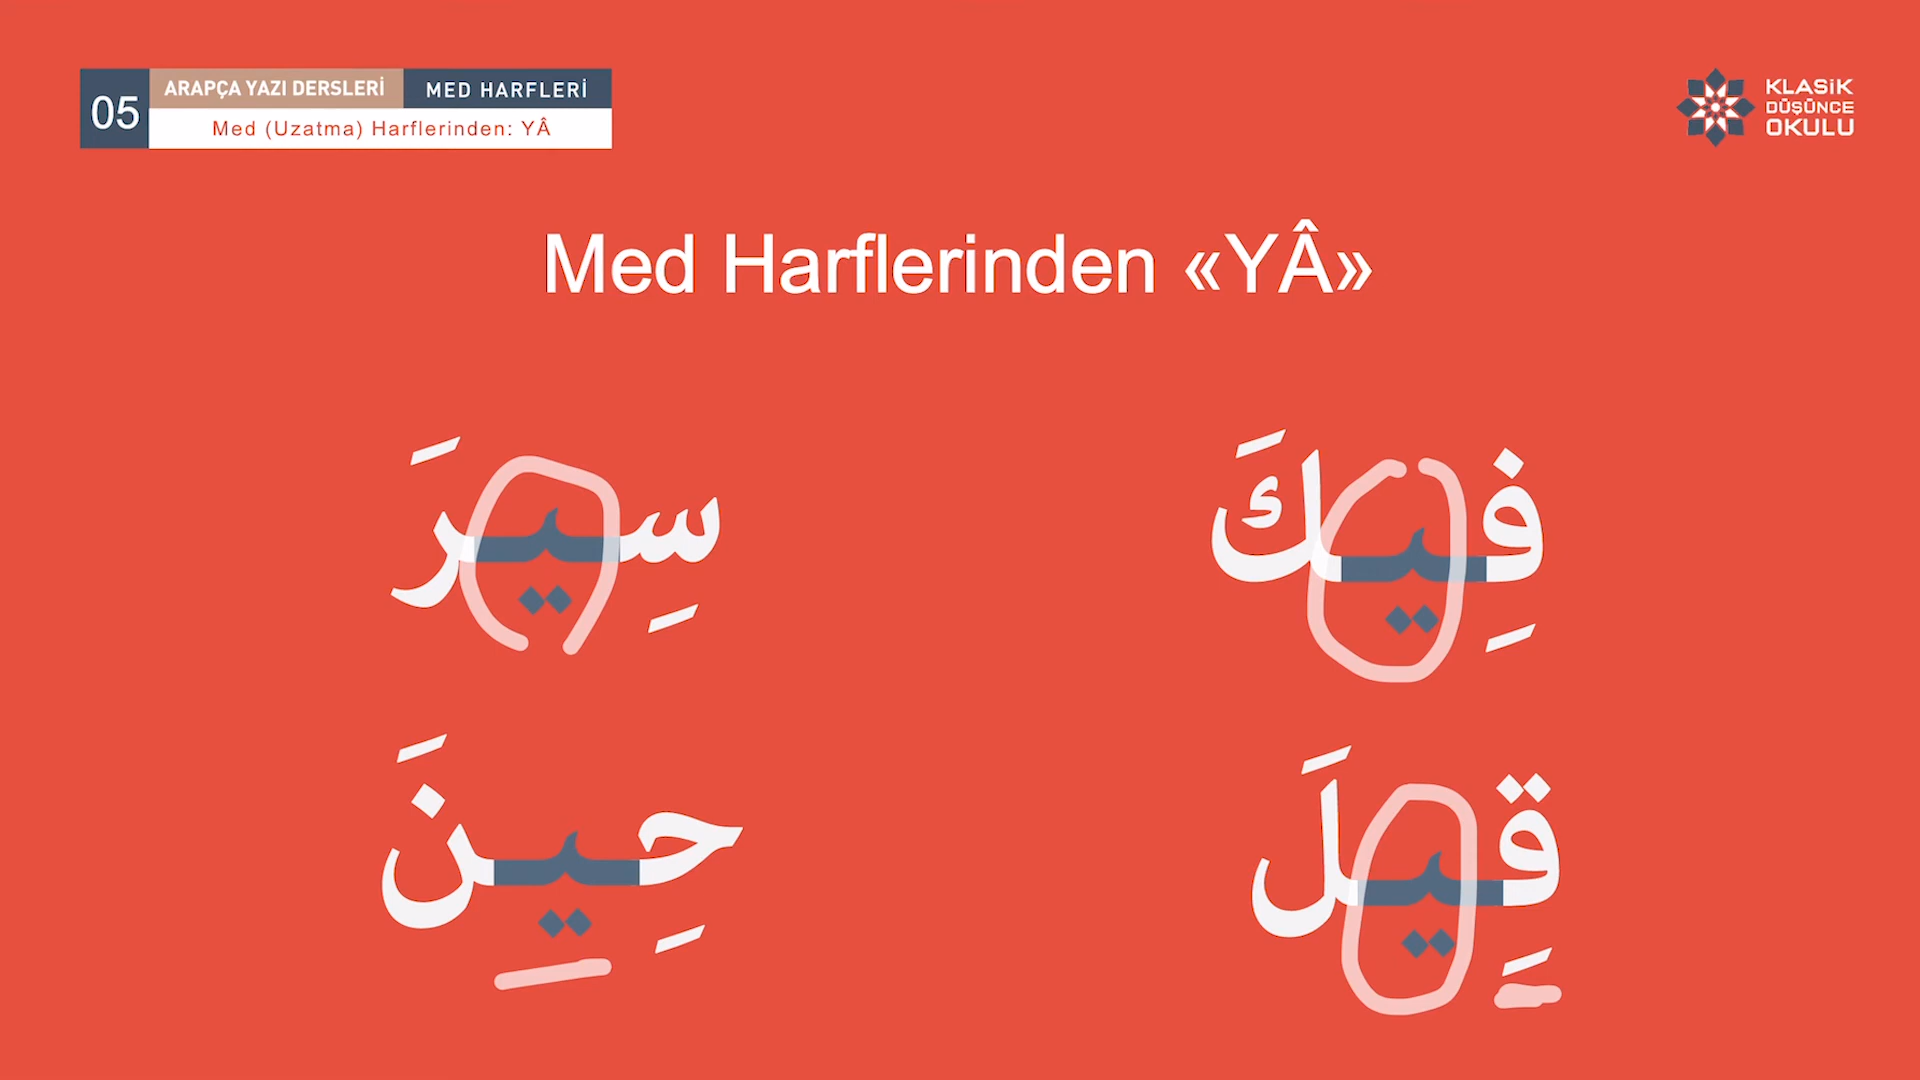 05
ARAPÇA YAZI DERSLERİ
MED HARFLERİ
Med (Uzatma) Harflerinden: YÂ
KLASiK
DÜŞÜNCE
OKULU
Med Harflerinden «YÂ»
فِيكَ
سِيرَ
قِيلَ
حِينَ